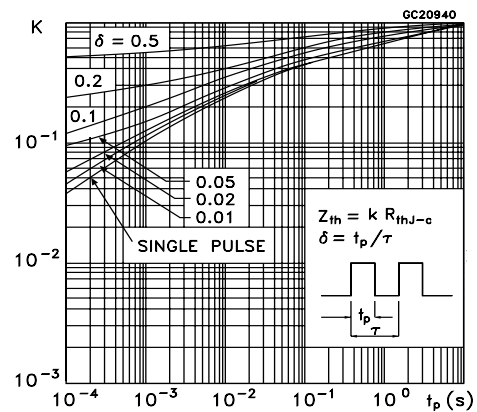 GC20940
K
δ = 0.5
0.2
0.1
10⁻¹
0.05
0.02
0.01
SINGLE PULSE
Zth = k RthJ-c
δ = tp/τ
10⁻²
tp
τ
10⁻³
10⁻⁴ 10⁻³ 10⁻² 10⁻¹ 10⁰ tp (s)